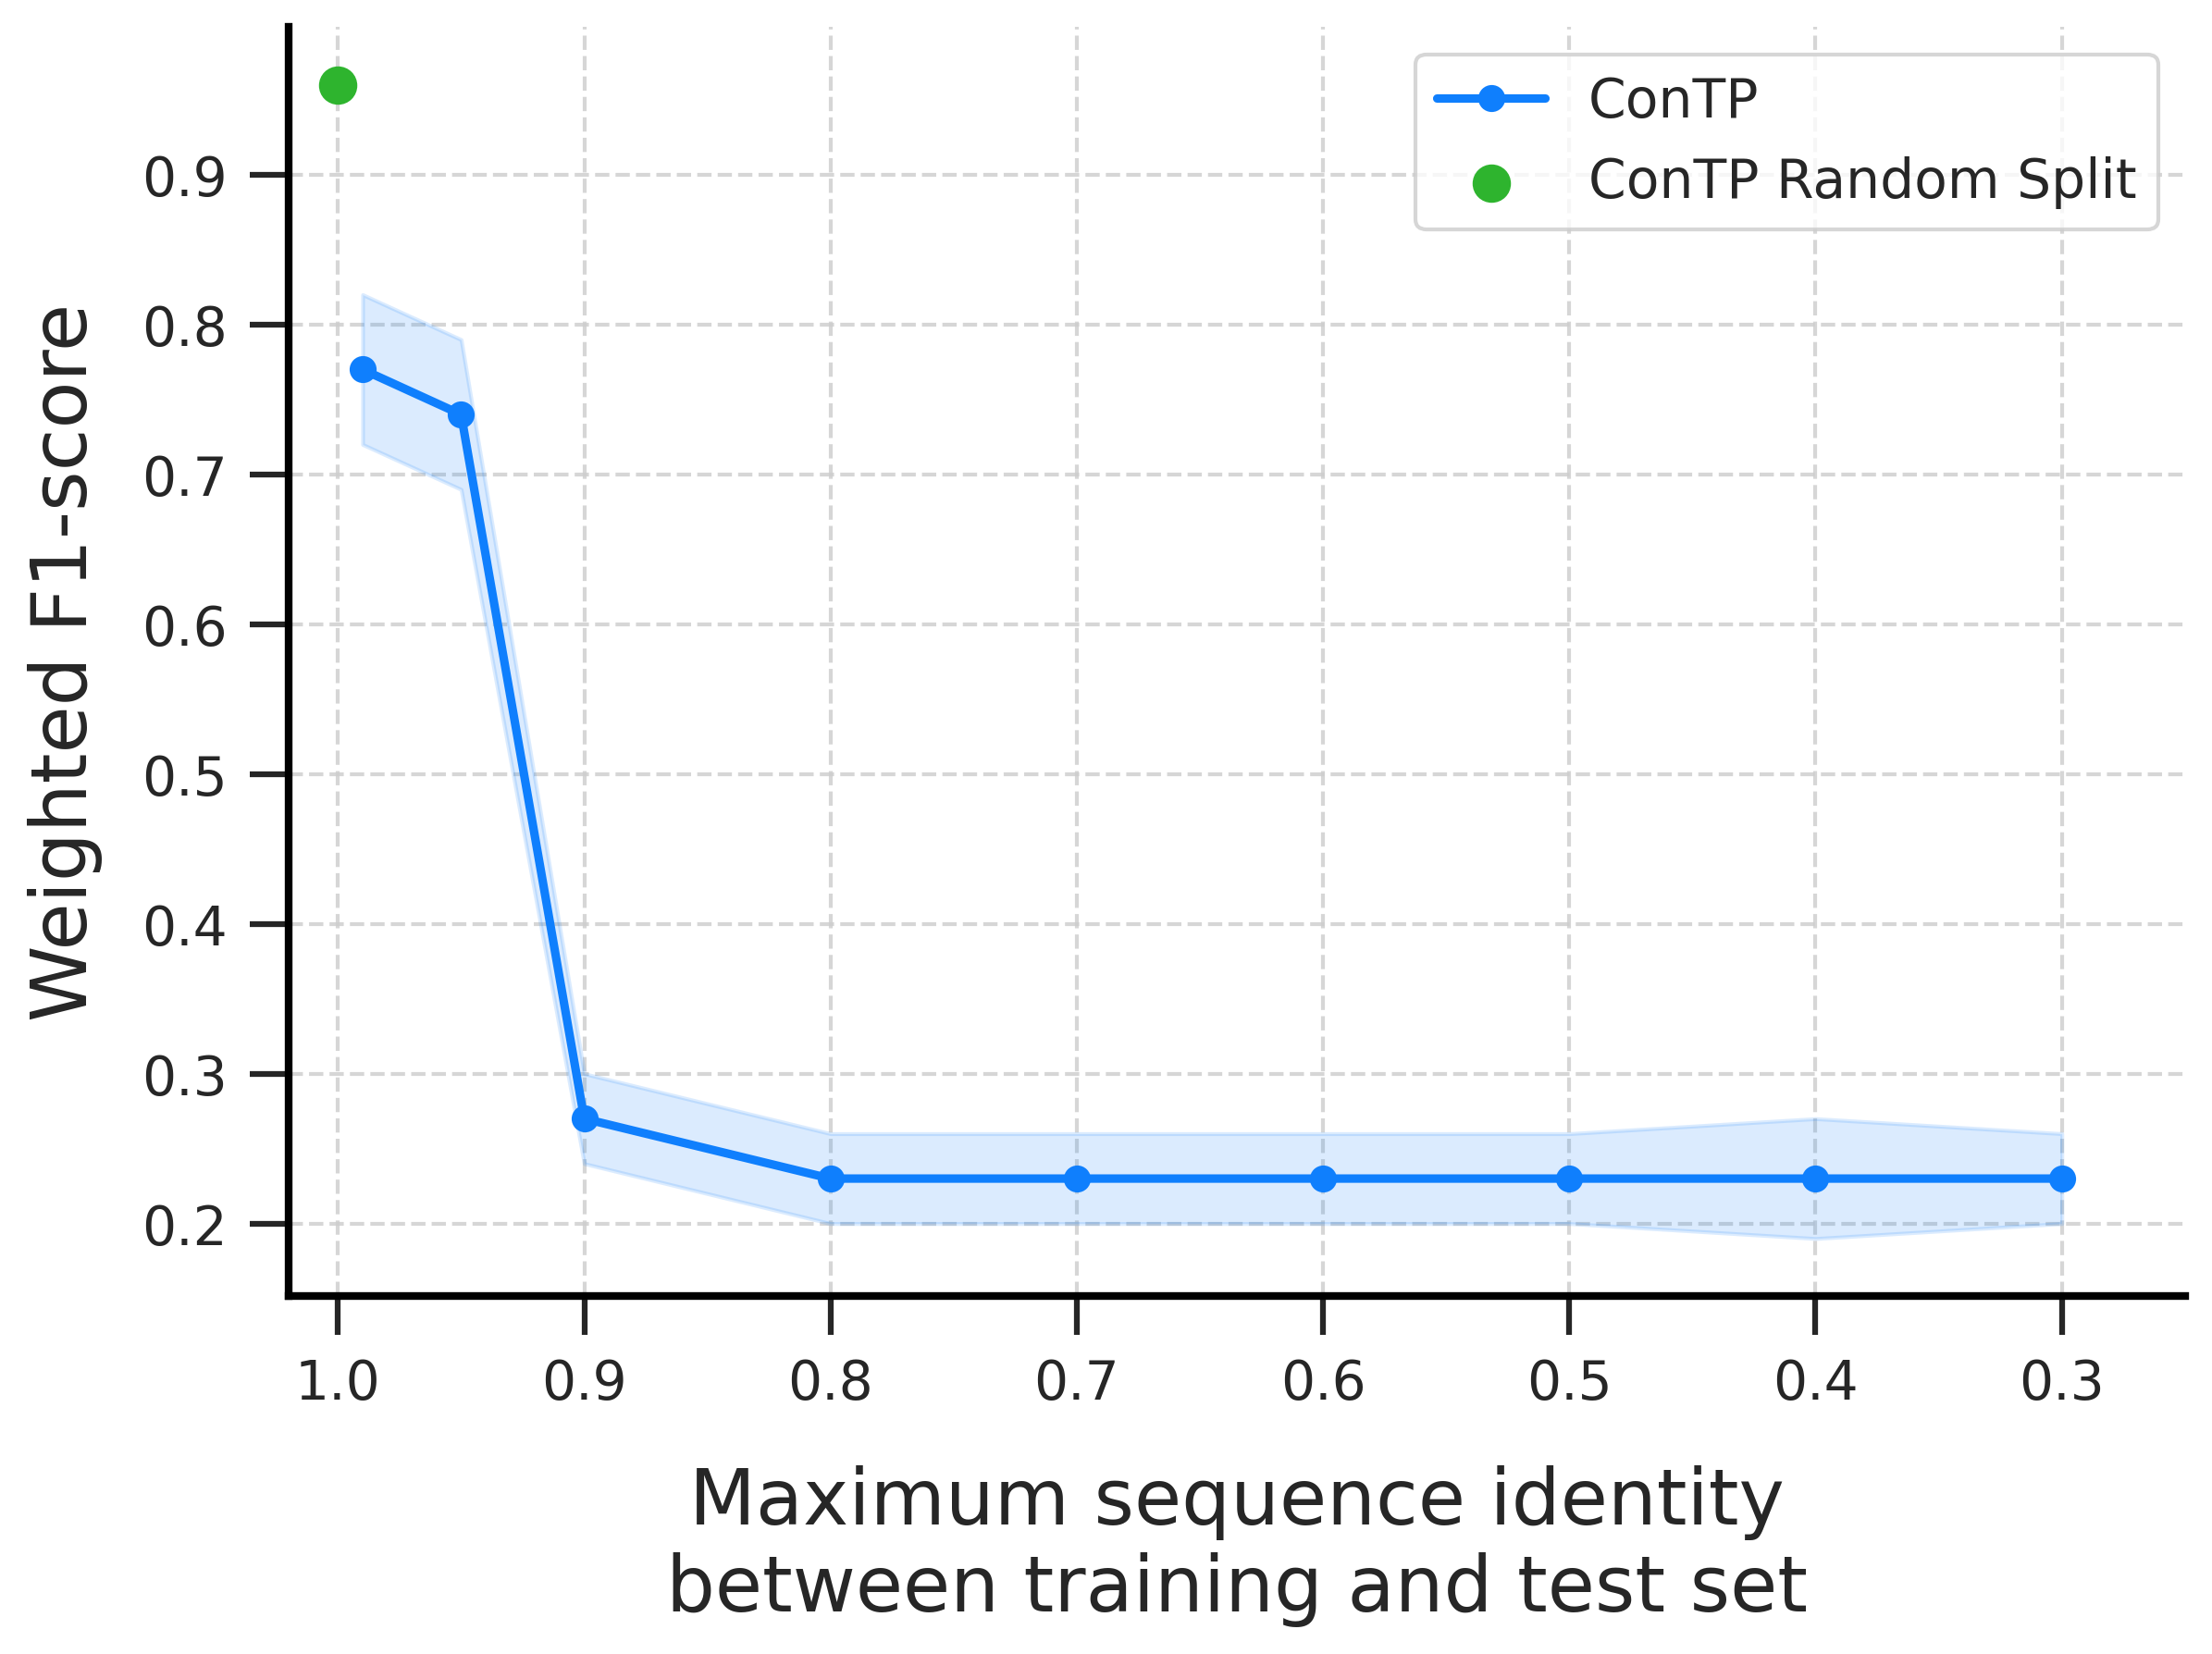 ConTP
ConTP Random Split
Weighted F1-score
0.9
0.8
0.7
0.6
0.5
0.4
0.3
0.2
1.0 0.9 0.8 0.7 0.6 0.5 0.4 0.3
Maximum sequence identity
between training and test set